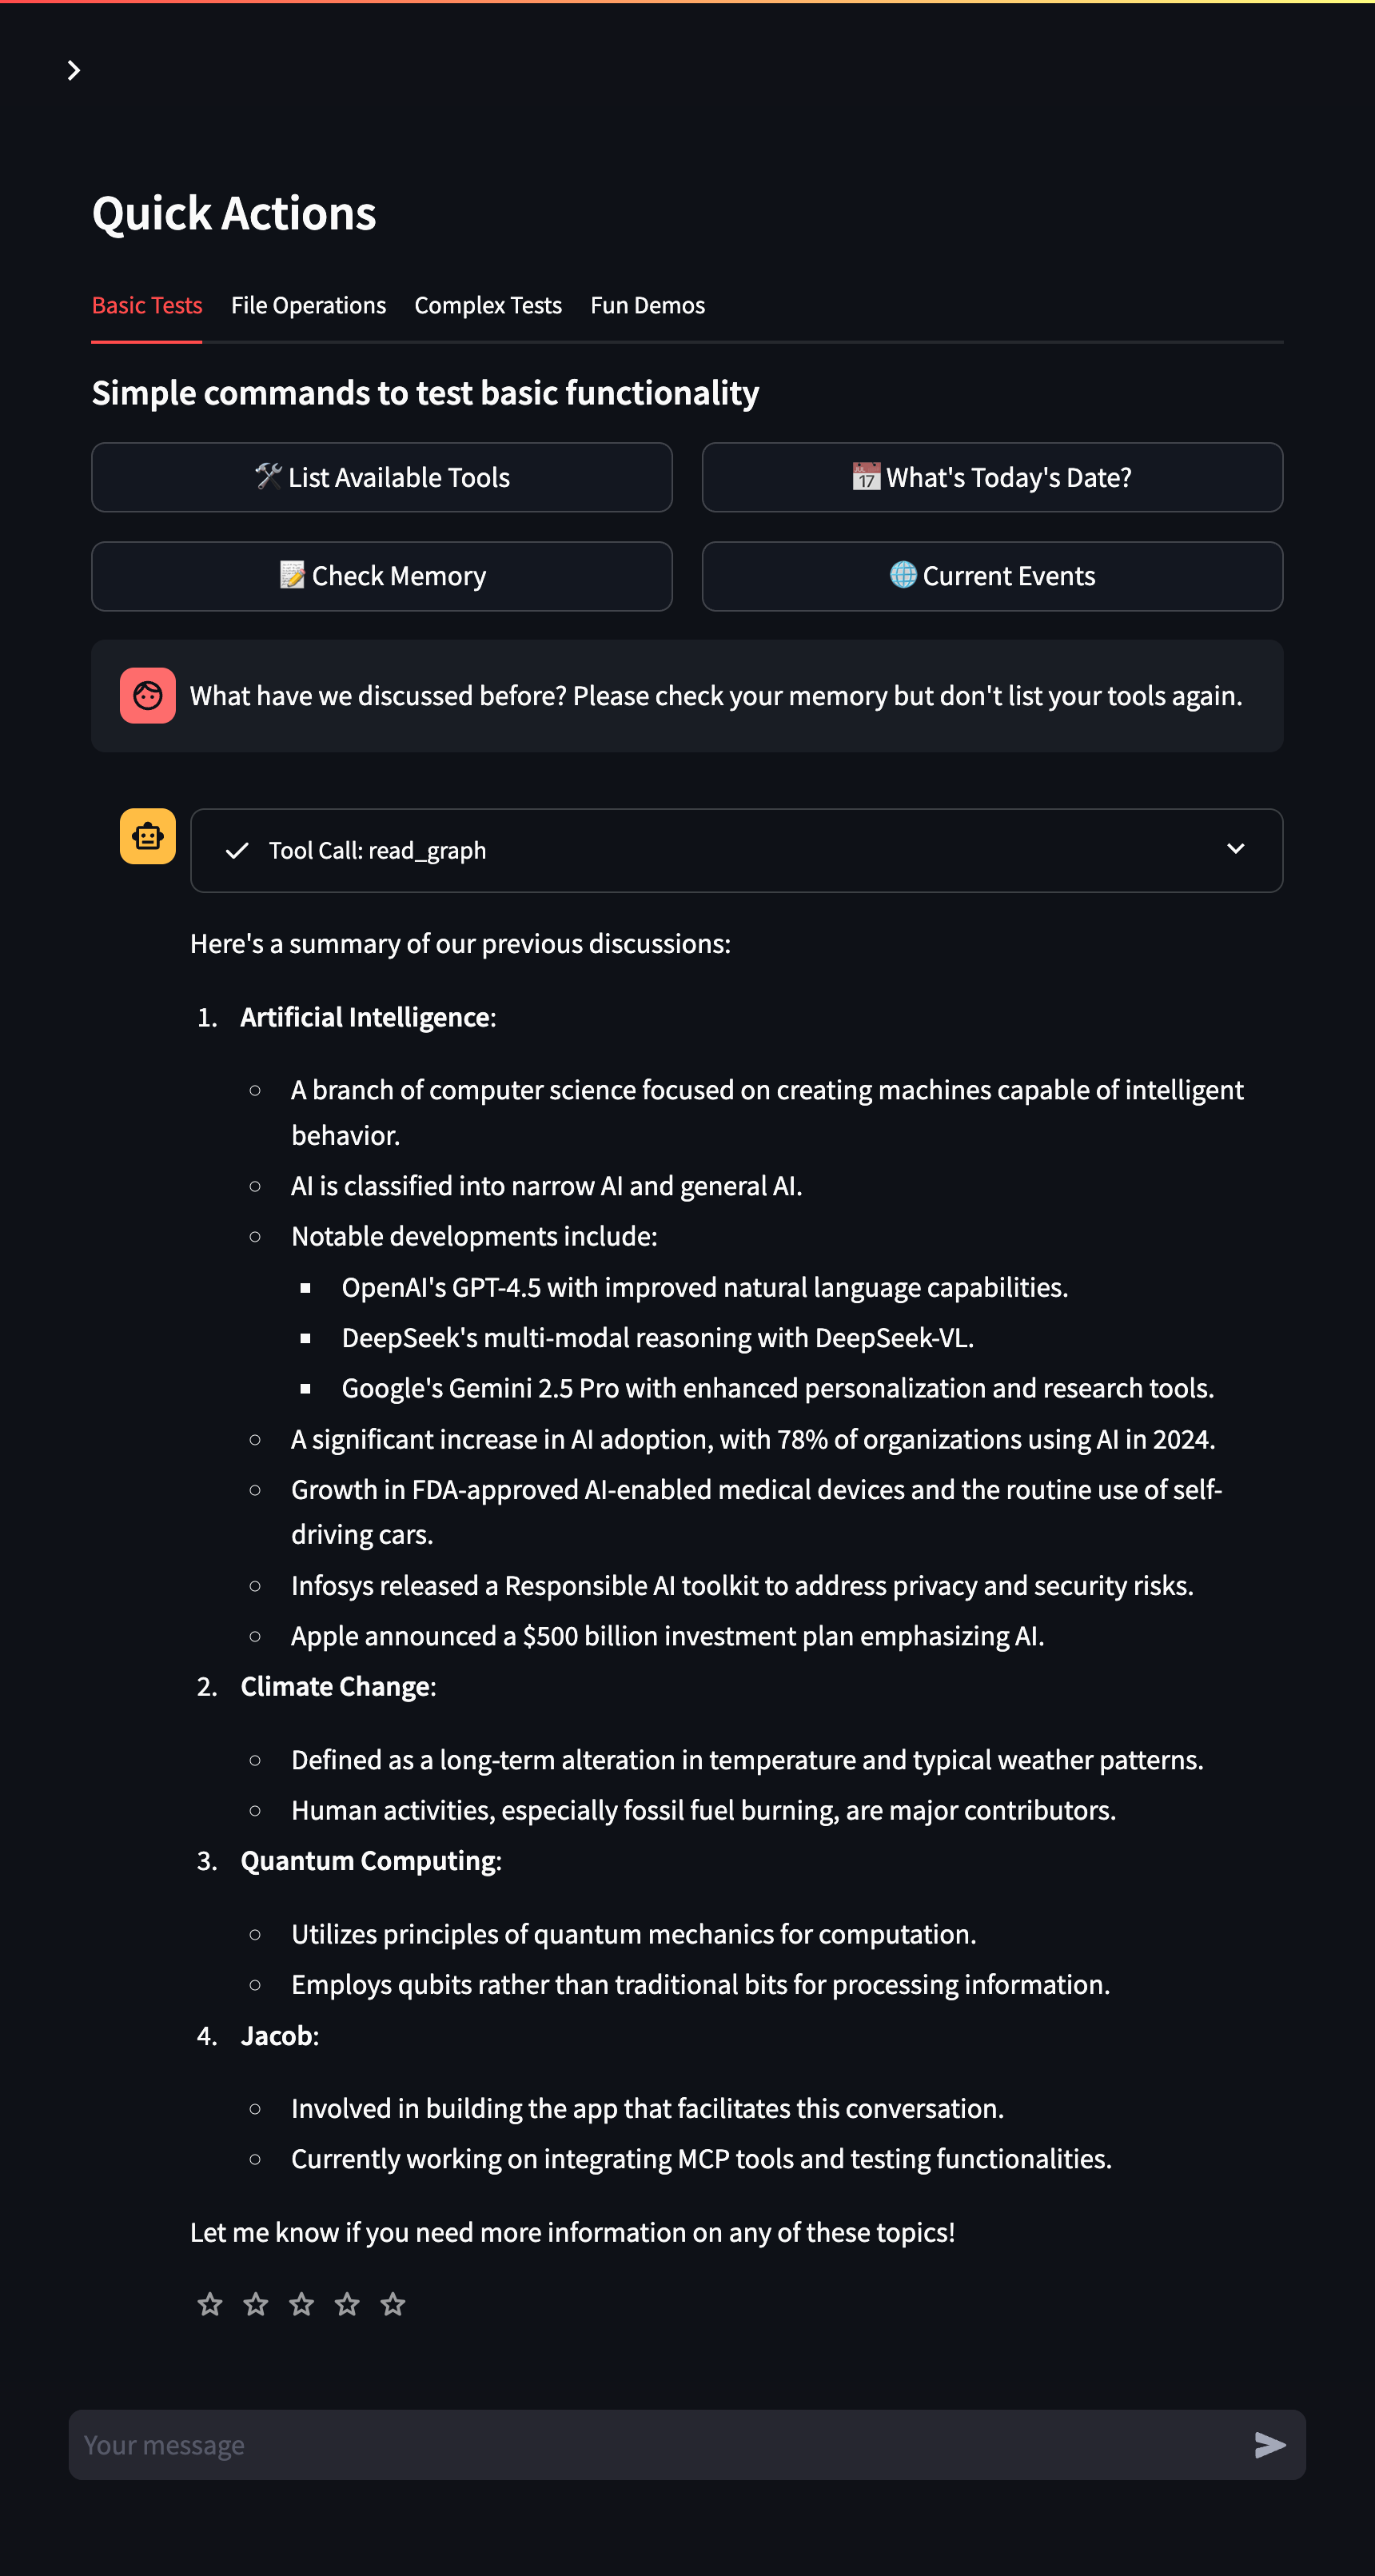 Quick Actions
Basic Tests File Operations Complex Tests Fun Demos
Simple commands to test basic functionality
🛠️ List Available Tools
📅 What's Today's Date?
📝 Check Memory
🌐 Current Events
What have we discussed before? Please check your memory but don't list your tools again.
Tool Call: read_graph
Here's a summary of our previous discussions:
1. Artificial Intelligence:
A branch of computer science focused on creating machines capable of intelligent
behavior.
AI is classified into narrow AI and general AI.
Notable developments include:
OpenAI's GPT-4.5 with improved natural language capabilities.
DeepSeek's multi-modal reasoning with DeepSeek-VL.
Google's Gemini 2.5 Pro with enhanced personalization and research tools.
A significant increase in AI adoption, with 78% of organizations using AI in 2024.
Growth in FDA-approved AI-enabled medical devices and the routine use of self-
driving cars.
Infosys released a Responsible AI toolkit to address privacy and security risks.
Apple announced a $500 billion investment plan emphasizing AI.
2. Climate Change:
Defined as a long-term alteration in temperature and typical weather patterns.
Human activities, especially fossil fuel burning, are major contributors.
3. Quantum Computing:
Utilizes principles of quantum mechanics for computation.
Employs qubits rather than traditional bits for processing information.
4. Jacob:
Involved in building the app that facilitates this conversation.
Currently working on integrating MCP tools and testing functionalities.
Let me know if you need more information on any of these topics!
Your message